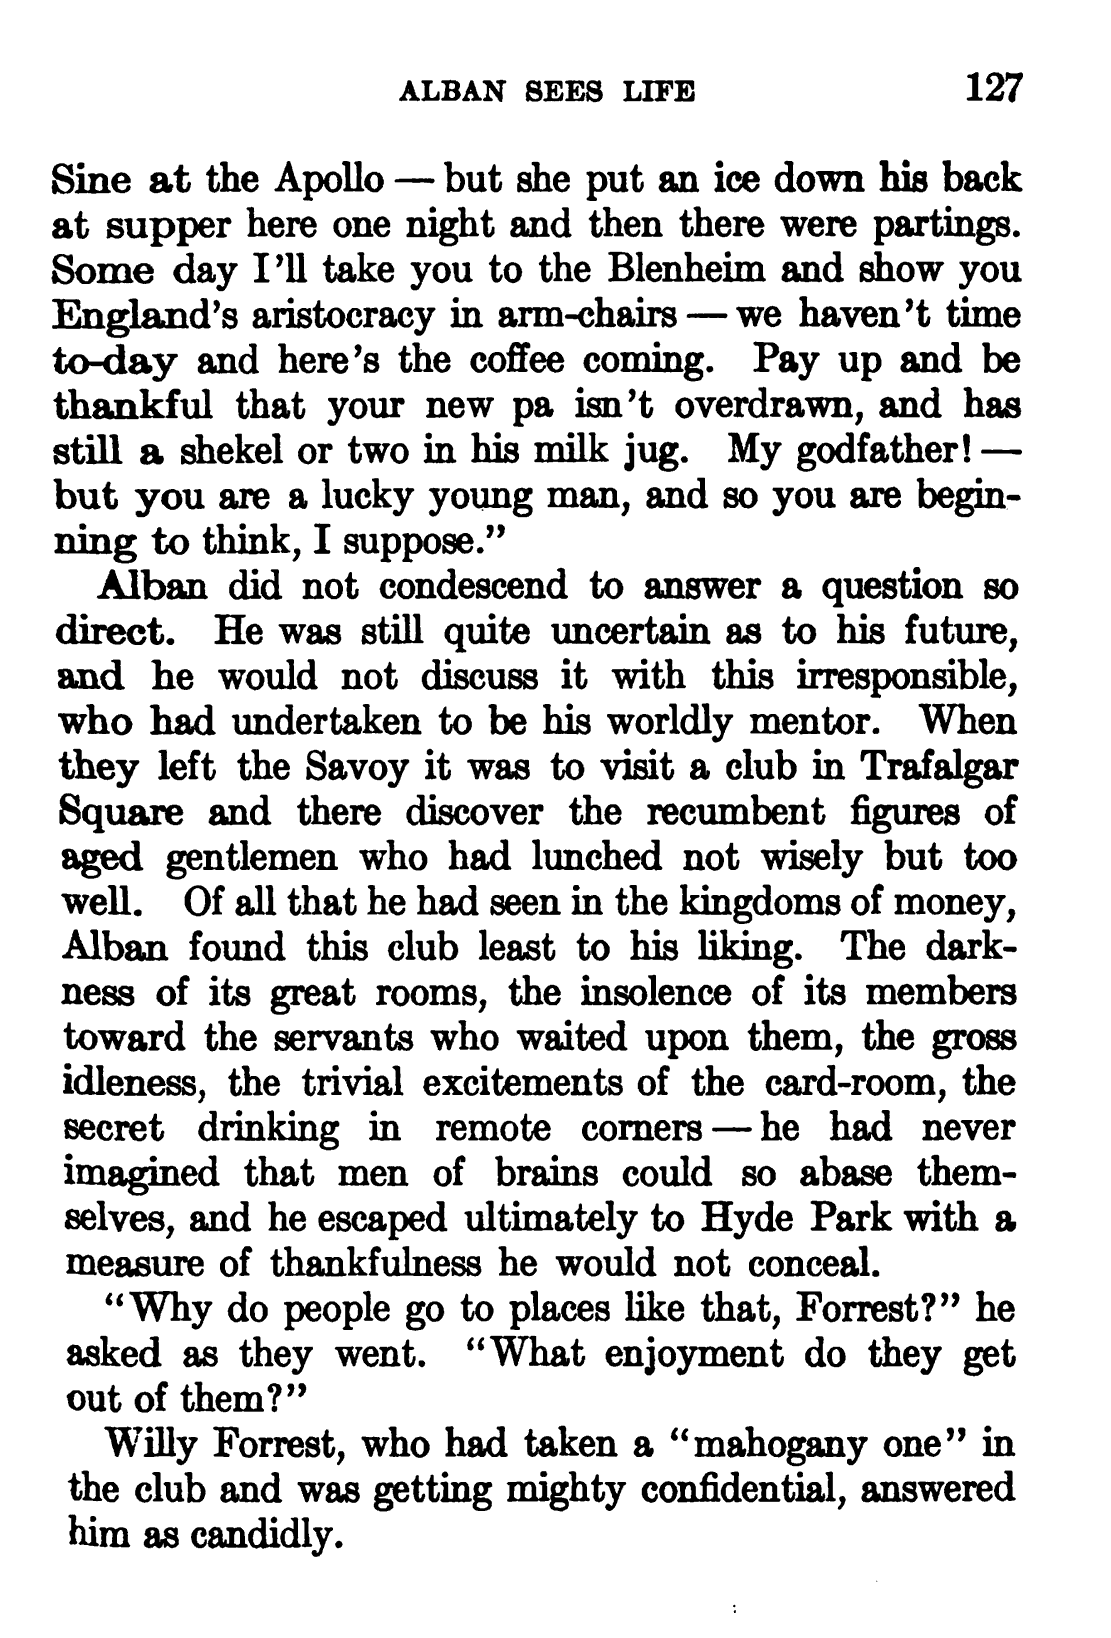 ALBAN SEES LIFE 127
Sine at the Apollo — but she put an ice down his back
at supper here one night and then there were partings.
Some day I'll take you to the Blenheim and show you
England's aristocracy in arm-chairs — we haven't time
to-day and here's the coffee coming. Pay up and be
thankful that your new pa isn't overdrawn, and has
still a shekel or two in his milk jug. My godfather! —
but you are a lucky young man, and so you are begin-
ning to think, I suppose."
Alban did not condescend to answer a question so
direct. He was still quite uncertain as to his future,
and he would not discuss it with this irresponsible,
who had undertaken to be his worldly mentor. When
they left the Savoy it was to visit a club in Trafalgar
Square and there discover the recumbent figures of
aged gentlemen who had lunched not wisely but too
well. Of all that he had seen in the kingdoms of money,
Alban found this club least to his liking. The dark-
ness of its great rooms, the insolence of its members
toward the servants who waited upon them, the gross
idleness, the trivial excitements of the card-room, the
secret drinking in remote corners — he had never
imagined that men of brains could so abase them-
selves, and he escaped ultimately to Hyde Park with a
measure of thankfulness he would not conceal.
"Why do people go to places like that, Forrest?" he
asked as they went. "What enjoyment do they get
out of them?"
Willy Forrest, who had taken a "mahogany one" in
the club and was getting mighty confidential, answered
him as candidly.